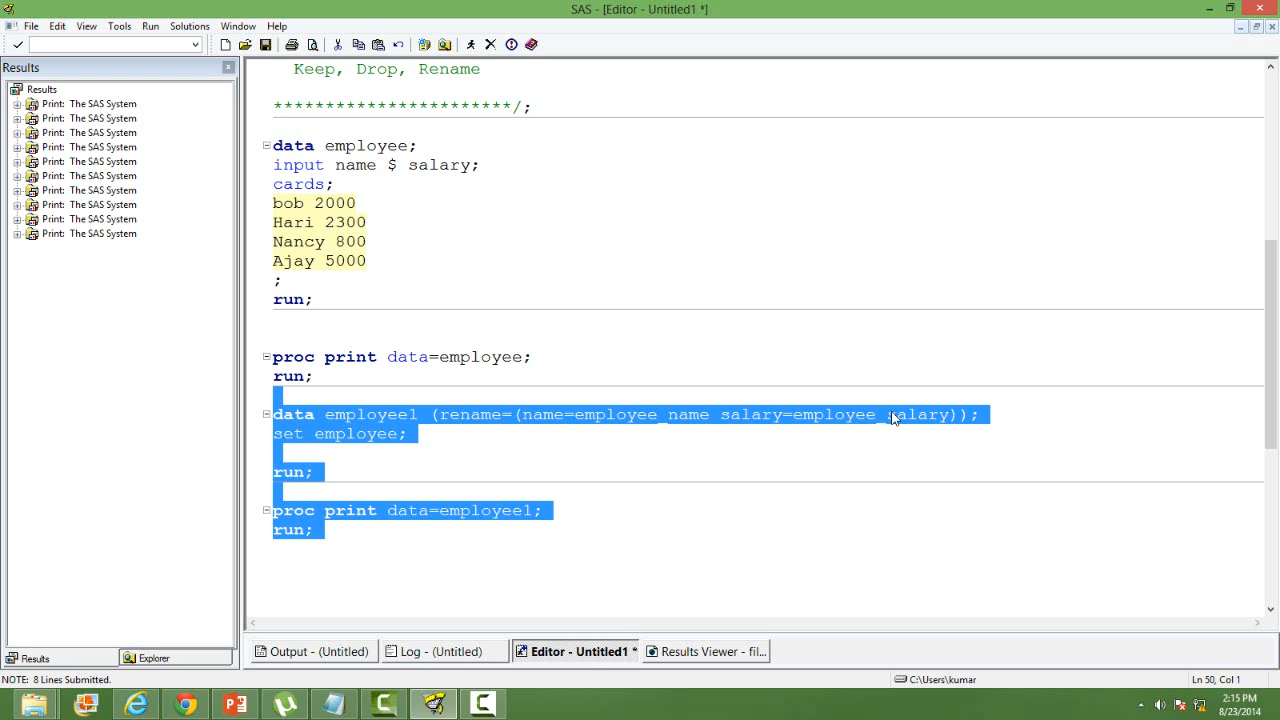 SAS - [Editor - Untitled1 *]
File Edit View Tools Run Solutions Window Help
Results
Results
Print: The SAS System
Print: The SAS System
Print: The SAS System
Print: The SAS System
Print: The SAS System
Print: The SAS System
Print: The SAS System
Print: The SAS System
Print: The SAS System
Print: The SAS System
Keep, Drop, Rename
***********************/;
data employee;
input name $ salary;
cards;
bob 2000
Hari 2300
Nancy 800
Ajay 5000
;
run;
proc print data=employee;
run;
data employee1 (rename=(name=employee_name salary=employee_salary));
set employee;
run;
proc print data=employee1;
run;
Results Explorer
Output - (Untitled) Log - (Untitled) Editor - Untitled1 * Results Viewer - fil...
NOTE: 8 Lines Submitted. C:\Users\kumar Ln 50, Col 1
2:15 PM
8/23/2014